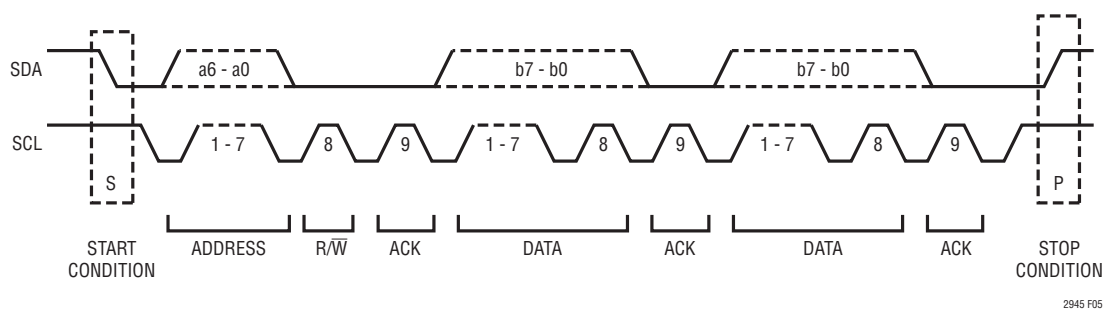 SDA
a6 - a0
b7 - b0
b7 - b0
SCL
1 - 7
8
9
1 - 7
8
9
1 - 7
8
9
S
P
START
CONDITION
ADDRESS
R/W̅
ACK
DATA
ACK
DATA
ACK
STOP
CONDITION
2945 F05